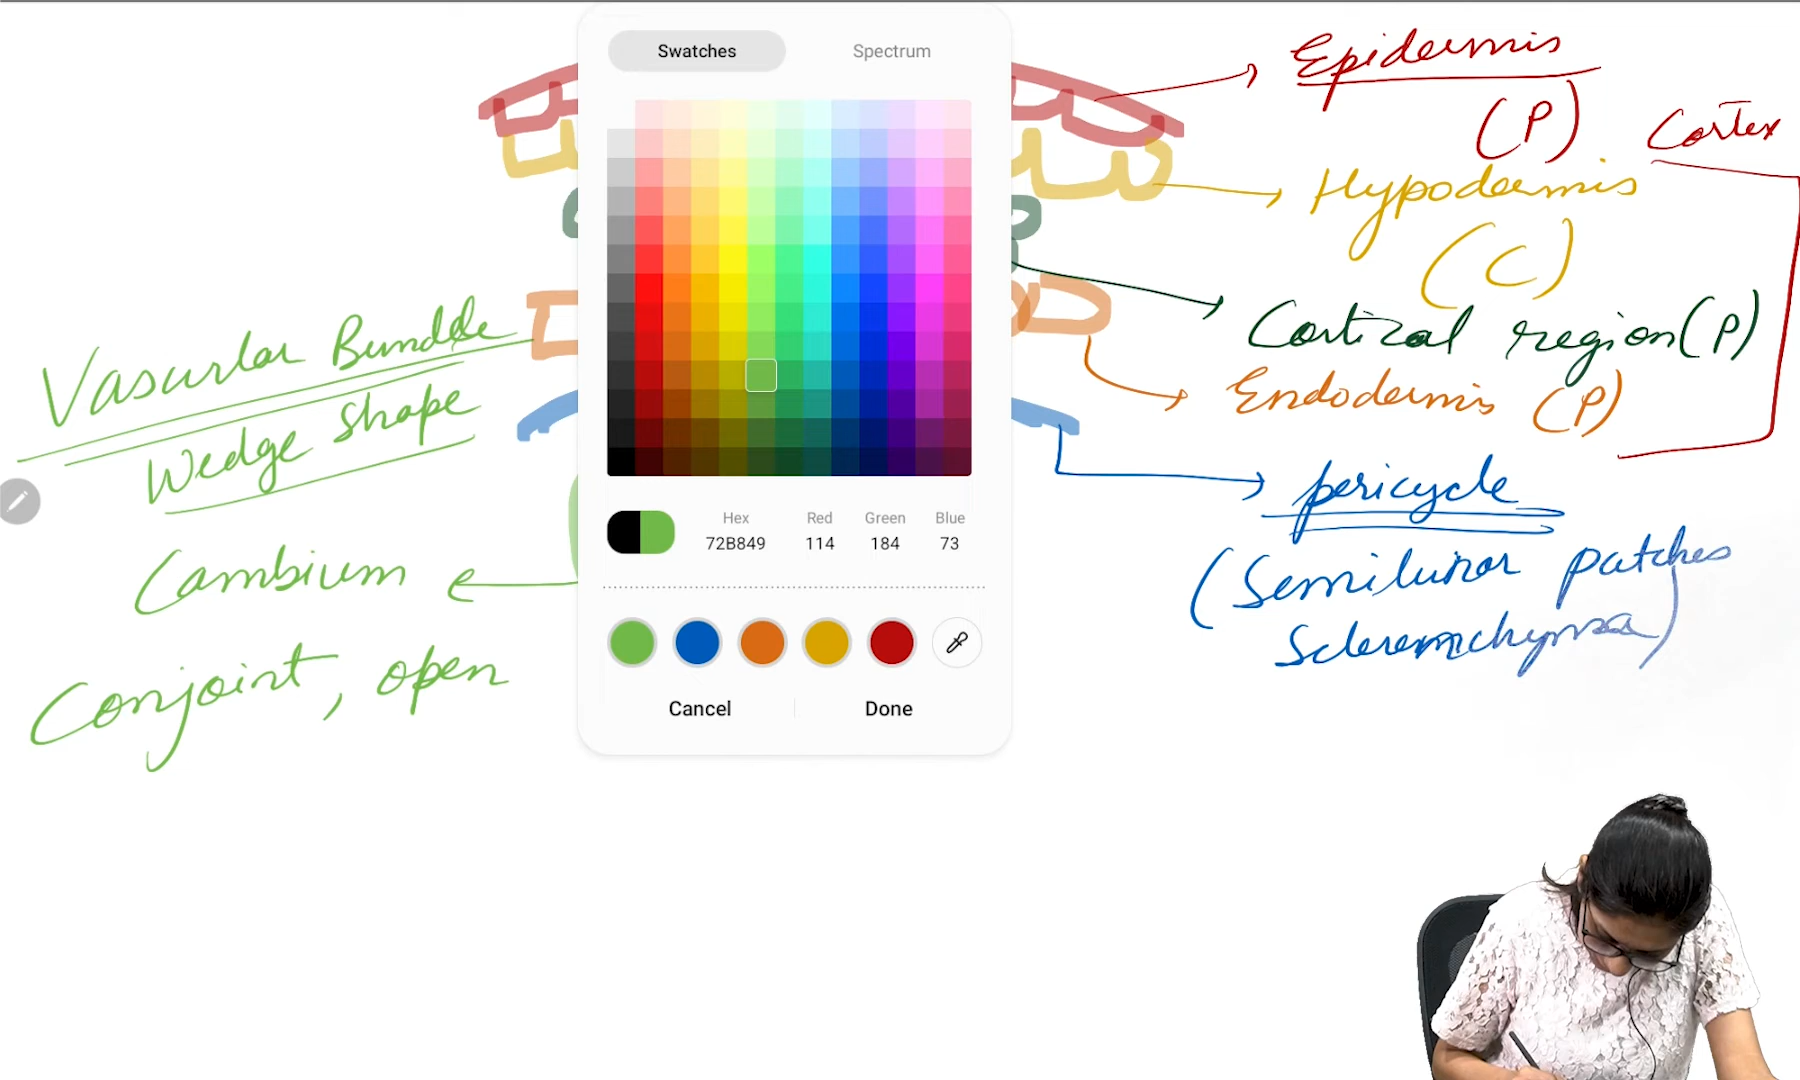 Swatches Spectrum
Epidermis
(P)
Cortex
Hypodermis
(C)
Cortical region (P)
Endodermis (P)
Vascular Bundle
Wedge Shape
Hex Red Green Blue
72B849 114 184 73
pericycle
(Semilunar patches
Sclerenchyma)
Cambium
Conjoint, open
Cancel Done